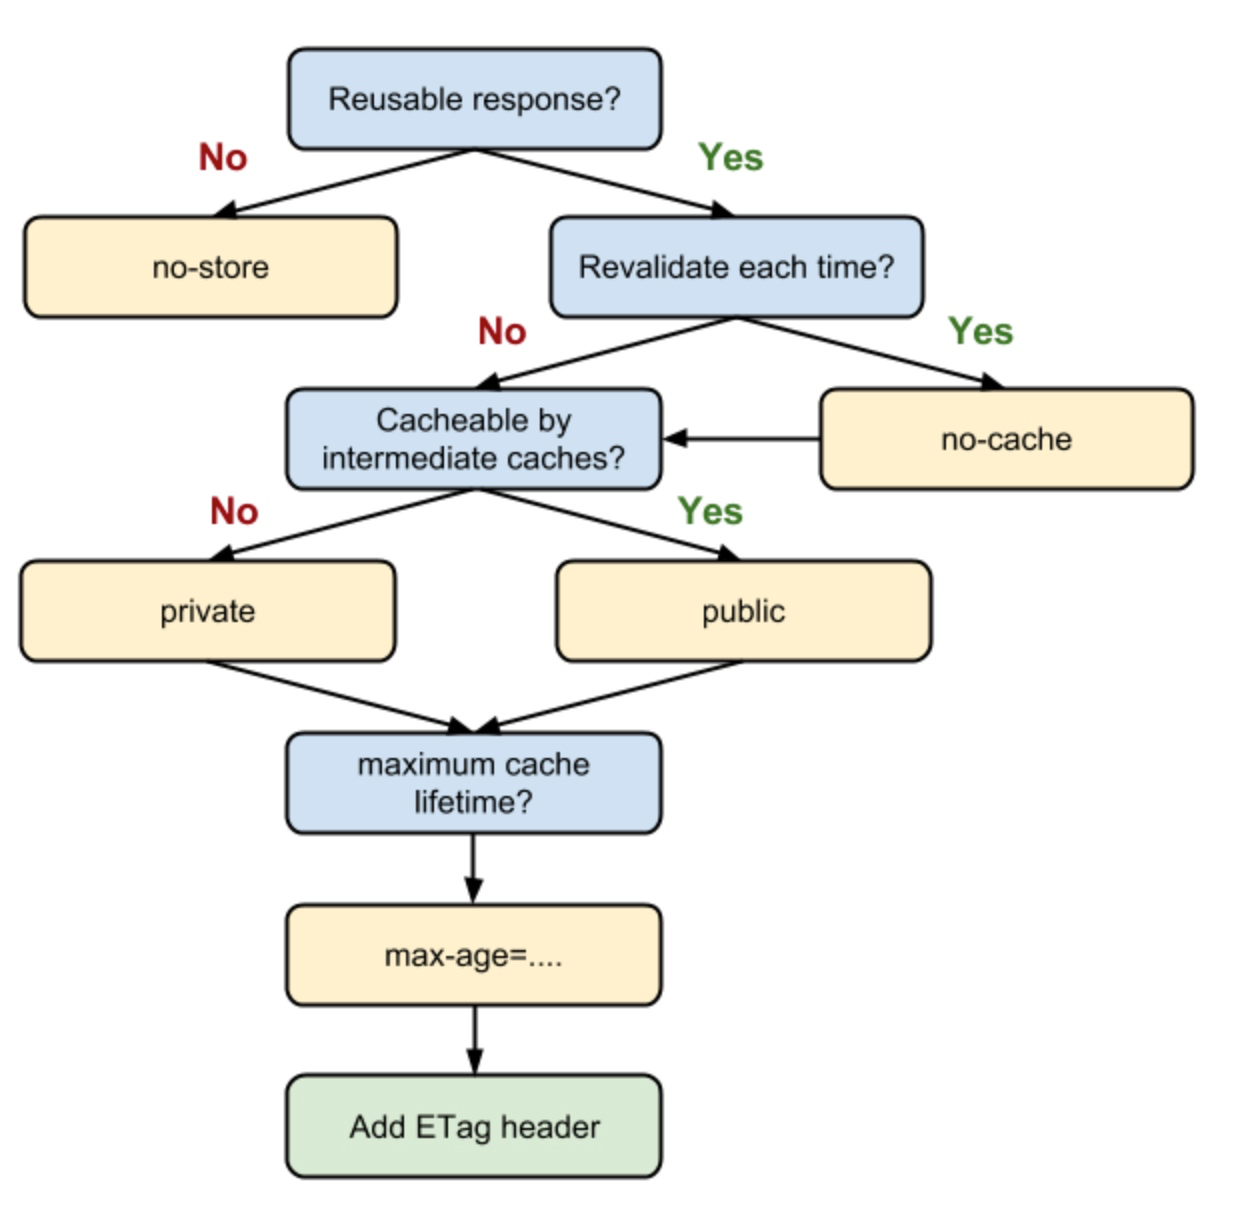 Reusable response?
No
Yes
no-store
Revalidate each time?
No
Yes
Cacheable by
intermediate caches?
no-cache
No
Yes
private
public
maximum cache
lifetime?
max-age=....
Add ETag header